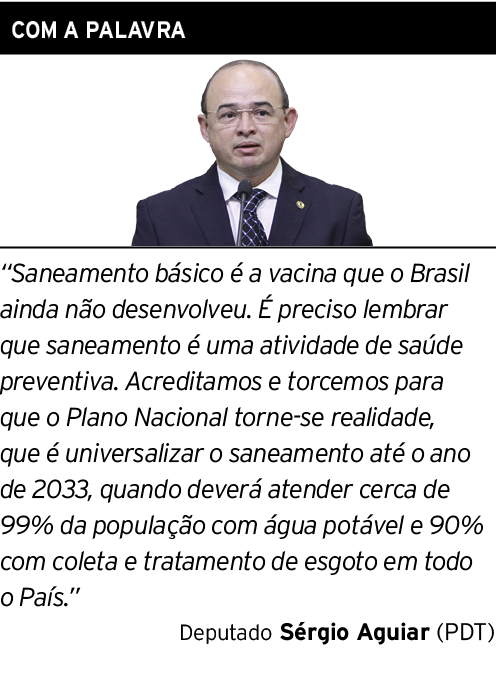 COM A PALAVRA
“Saneamento básico é a vacina que o Brasil
ainda não desenvolveu. É preciso lembrar
que saneamento é uma atividade de saúde
preventiva. Acreditamos e torcemos para
que o Plano Nacional torne-se realidade,
que é universalizar o saneamento até o ano
de 2033, quando deverá atender cerca de
99% da população com água potável e 90%
com coleta e tratamento de esgoto em todo
o País.”
Deputado Sérgio Aguiar (PDT)